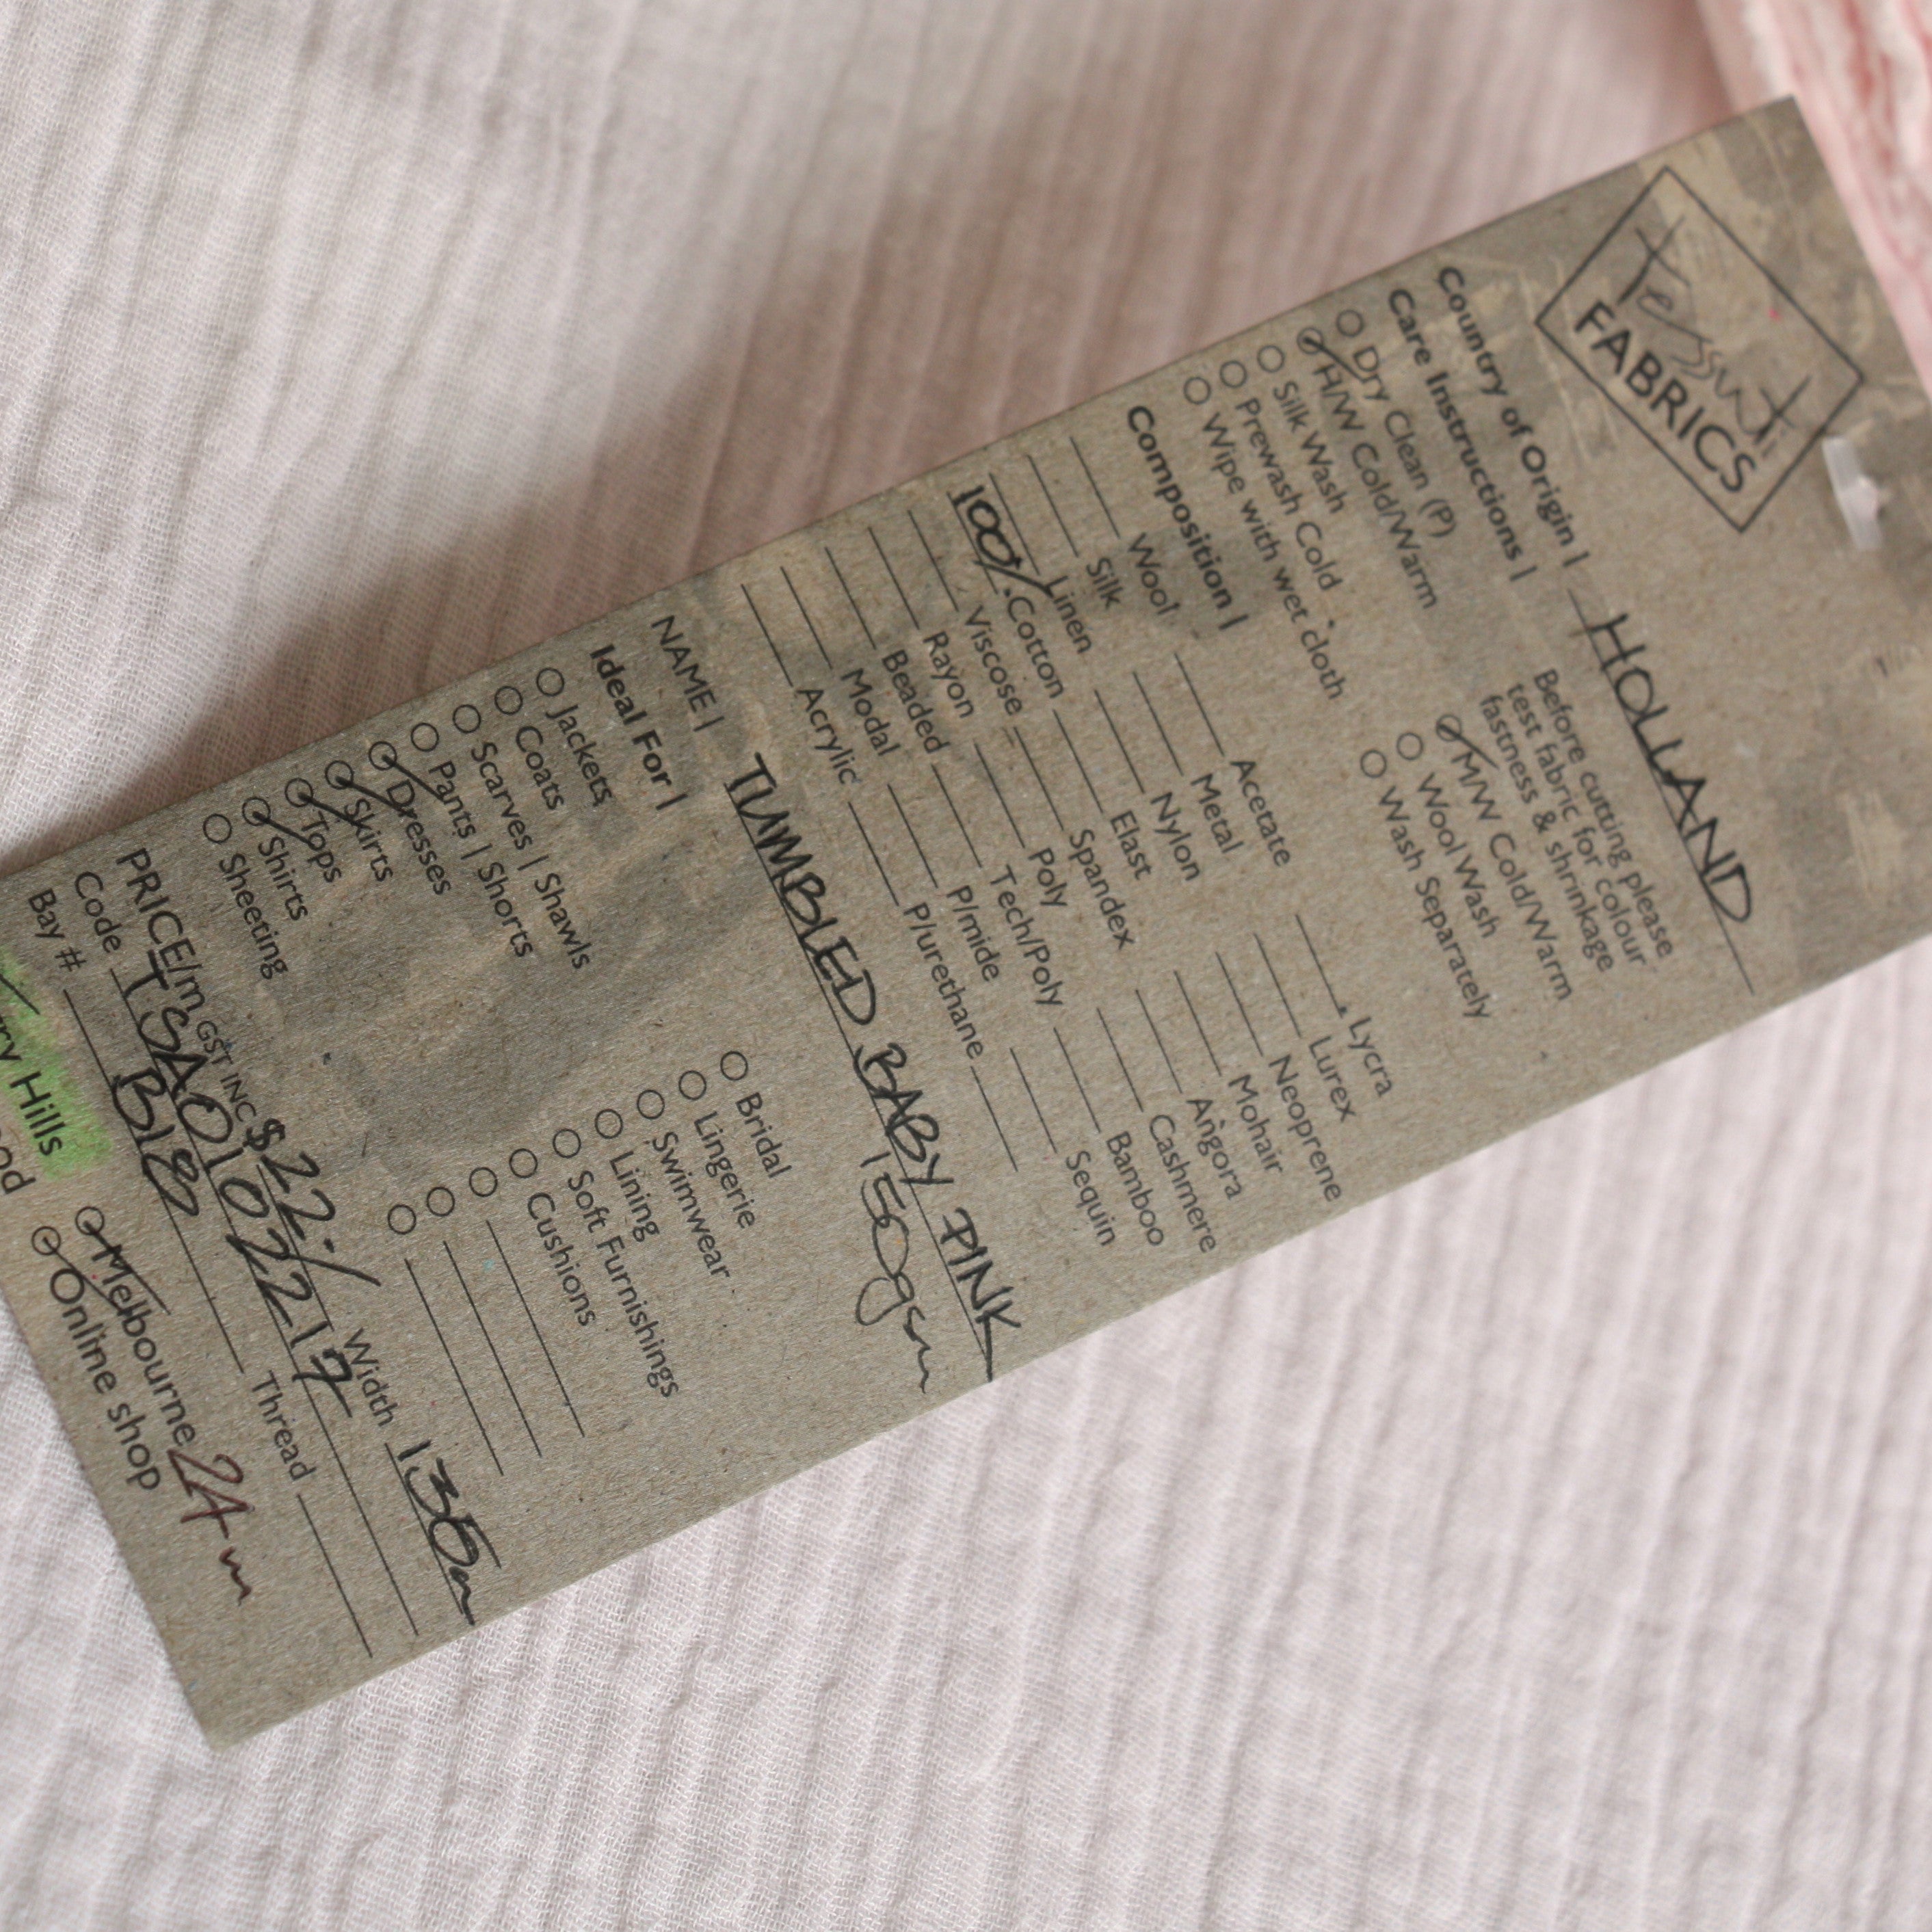 Tessuti
FABRICS
Country of Origin | HOLLAND
Care Instructions |
Before cutting please
test fabric for colour
fastness & shrinkage
Dry Clean (P)
H/W Cold/Warm
Silk Wash
Prewash Cold
Wipe with wet cloth
M/W Cold/Warm
Wool Wash
Wash Separately
Composition |
Wool Acetate Lycra
Silk Metal Lurex
Linen Nylon Neoprene
100% Cotton Elast Mohair
Viscose Spandex Angora
Rayon Poly Cashmere
Beaded Tech/Poly Bamboo
Modal P/mide Sequin
Acrylic P/urethane
NAME | TUMBLED BABY PINK
150gsm
Ideal For |
Jackets Bridal
Coats Lingerie
Scarves | Shawls Swimwear
Pants | Shorts Lining
Dresses Soft Furnishings
Skirts Cushions
Tops
Shirts
Sheeting
PRICE/m GST INC $22 Width
Code
Bay # B18 Thread
Hills Melbourne 24m
Online shop